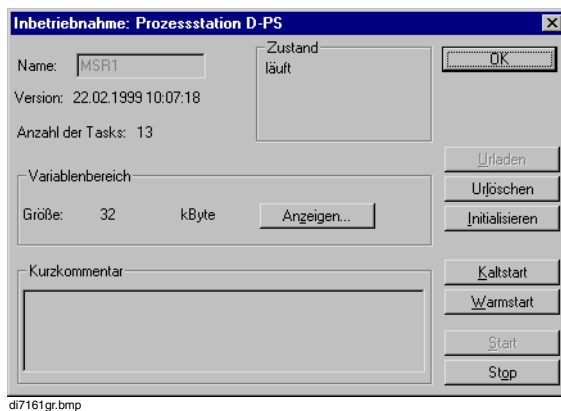 Inbetriebnahme: Prozessstation D-PS
Name: MSR1
Version: 22.02.1999 10:07:18
Anzahl der Tasks: 13
Zustand
läuft
OK
Variablenbereich
Größe: 32 kByte Anzeigen...
Urladen
Urlöschen
Initialisieren
Kurzkommentar
Kaltstart
Warmstart
Start
Stop
di7161gr.bmp